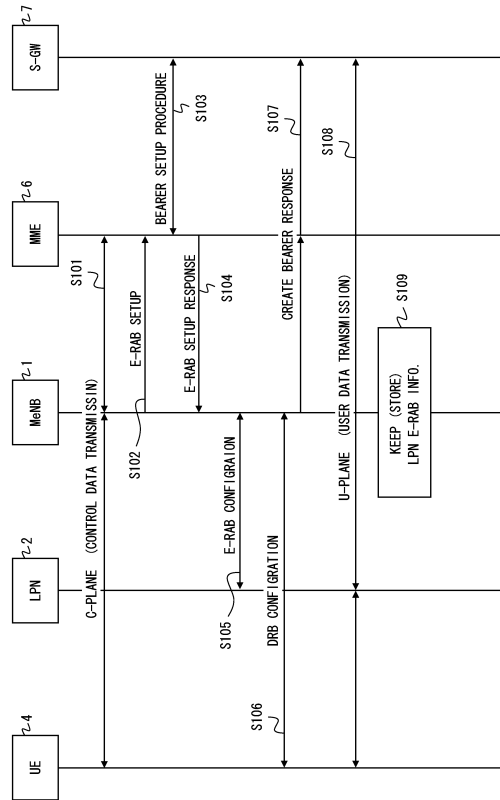 UE
4
LPN
2
MeNB
1
MME
6
S-GW
7
C-PLANE (CONTROL DATA TRANSMISSIN)
S101
E-RAB SETUP
S102
BEARER SETUP PROCEDURE
S103
E-RAB SETUP RESPONSE
S104
E-RAB CONFIGRAION
S105
DRB CONFIGRATION
S106
CREATE BEARER RESPONSE
S107
U-PLANE (USER DATA TRANSMISSION)
S108
KEEP (STORE)
LPN E-RAB INFO.
S109